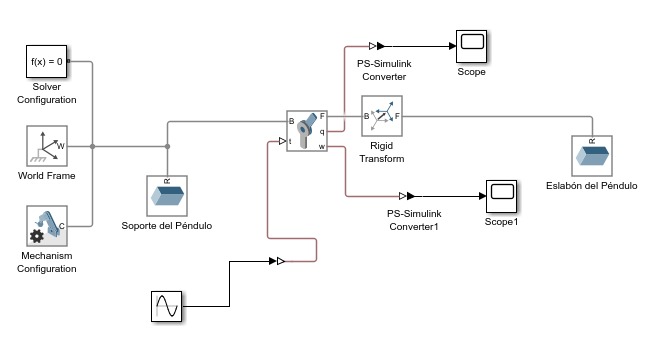 f(x) = 0
Solver
Configuration
W
World Frame
C
Mechanism
Configuration
R
Soporte del Péndulo
B
F
q
t
w
PS-Simulink
Converter
Scope
B
F
Rigid
Transform
R
Eslabón del Péndulo
PS-Simulink
Converter1
Scope1